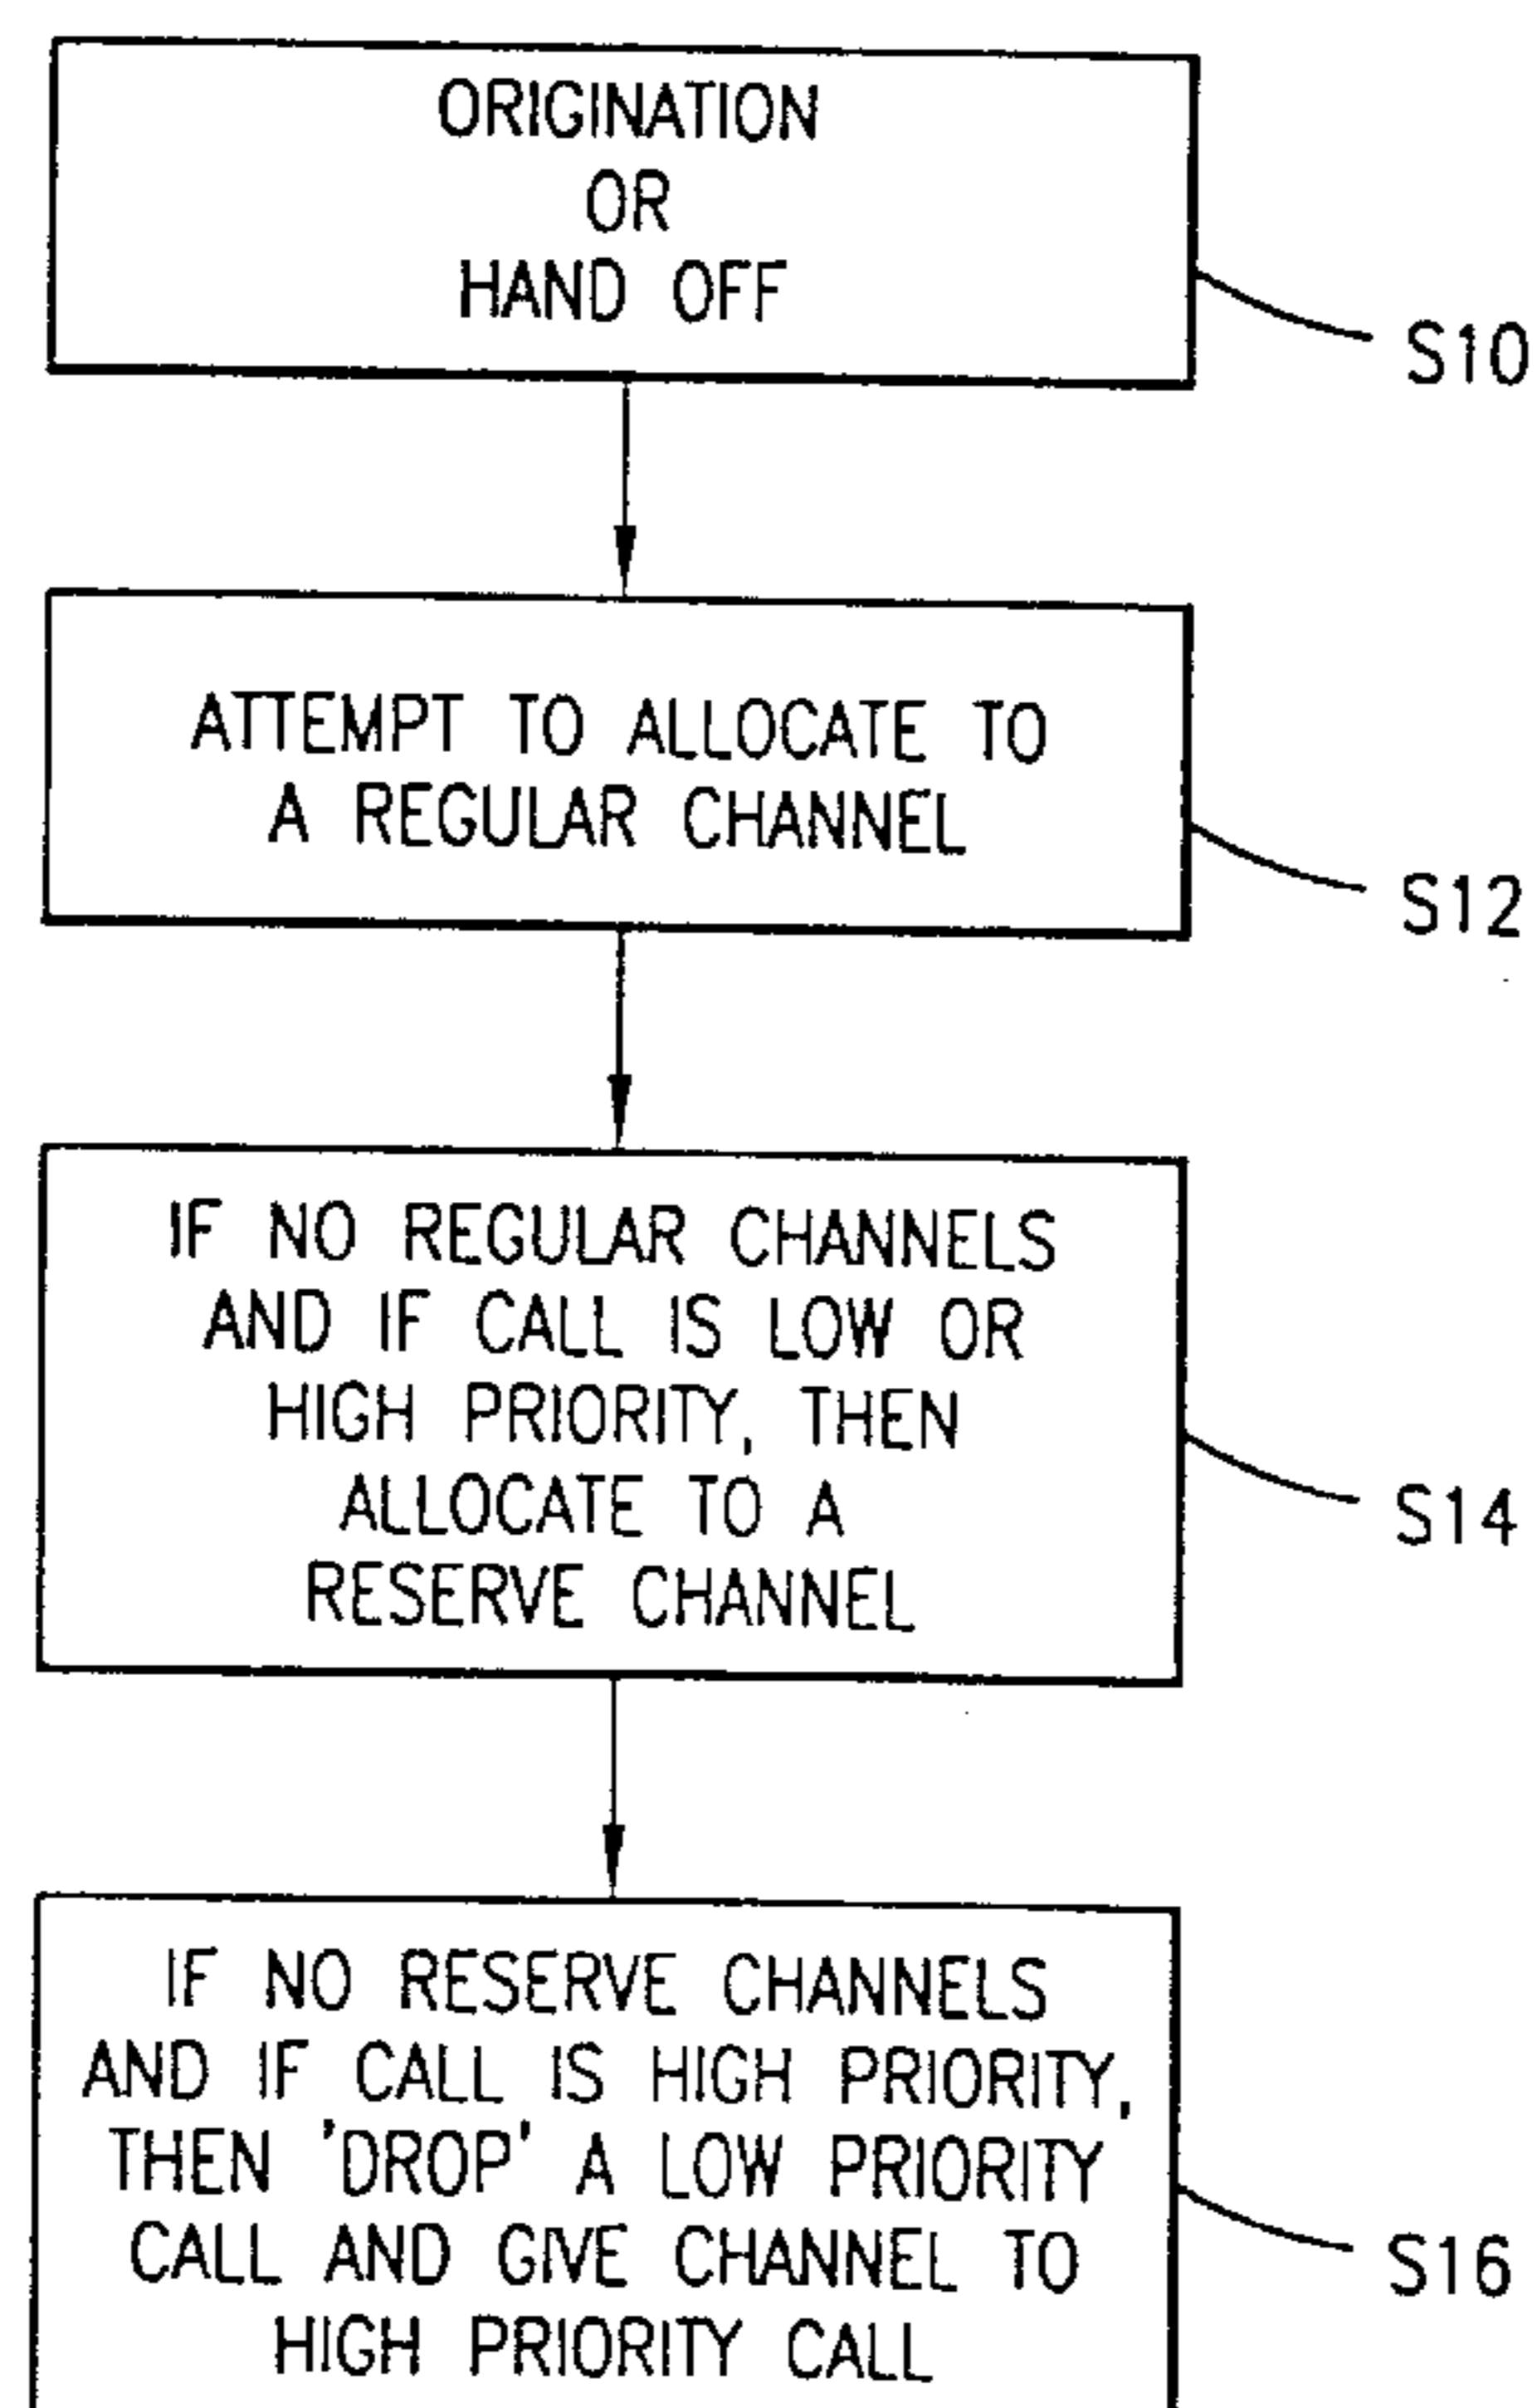 ORIGINATION
OR
HAND OFF
S10
ATTEMPT TO ALLOCATE TO
A REGULAR CHANNEL
S12
IF NO REGULAR CHANNELS
AND IF CALL IS LOW OR
HIGH PRIORITY, THEN
ALLOCATE TO A
RESERVE CHANNEL
S14
IF NO RESERVE CHANNELS
AND IF CALL IS HIGH PRIORITY,
THEN 'DROP' A LOW PRIORITY
CALL AND GIVE CHANNEL TO
HIGH PRIORITY CALL
S16